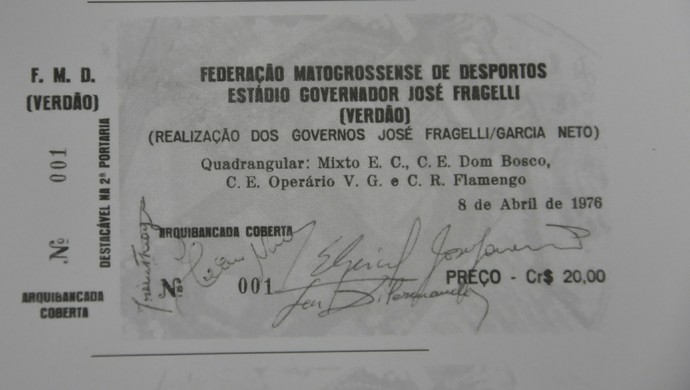 F. M. D.
(VERDÃO)
Nº 001
DESTACÁVEL NA 2ª PORTARIA
ARQUIBANCADA
COBERTA
FEDERAÇÃO MATOGROSSENSE DE DESPORTOS
ESTÁDIO GOVERNADOR JOSÉ FRAGELLI
(VERDÃO)
(REALIZAÇÃO DOS GOVERNOS JOSÉ FRAGELLI/GARCIA NETO)
Quadrangular: Mixto E. C., C. E. Dom Bosco,
C. E. Operário V. G. e C. R. Flamengo
8 de Abril de 1976
ARQUIBANCADA COBERTA
Nº 001
PREÇO - Cr$ 20,00